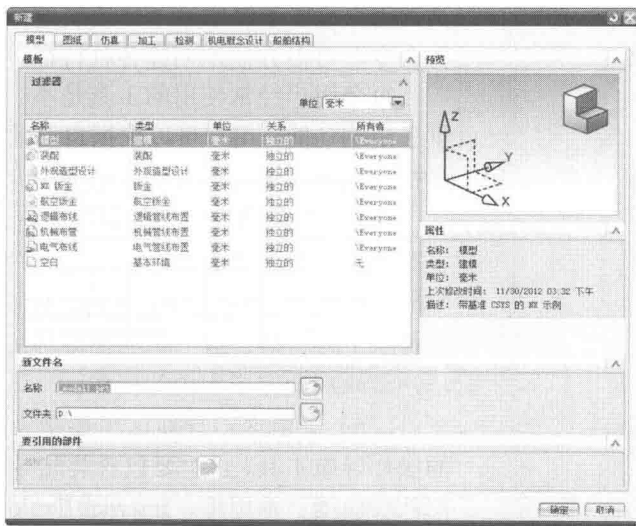 新建
模型 图纸 仿真 加工 检测 机电概念设计 船舶结构
模板
过滤器
单位 毫米
名称 类型 单位 关系 所有者
模型 建模 毫米 独立的 \Everyone
装配 装配 毫米 独立的 \Everyone
外观造型设计 外观造型设计 毫米 独立的 \Everyone
NX 钣金 钣金 毫米 独立的 \Everyone
航空钣金 航空钣金 毫米 独立的 \Everyone
逻辑布线 逻辑管线布置 毫米 独立的 \Everyone
机械布管 机械管线布置 毫米 独立的 \Everyone
电气布线 电气管线布置 毫米 独立的 \Everyone
空白 基本环境 毫米 独立的 无
预览
Z
Y
X
属性
名称: 模型
类型: 建模
单位: 毫米
上次修改时间: 11/30/2012 03:32 下午
描述: 带基准 CSYS 的 NX 示例
新文件名
名称
文件夹 D:\
要引用的部件
确定 取消